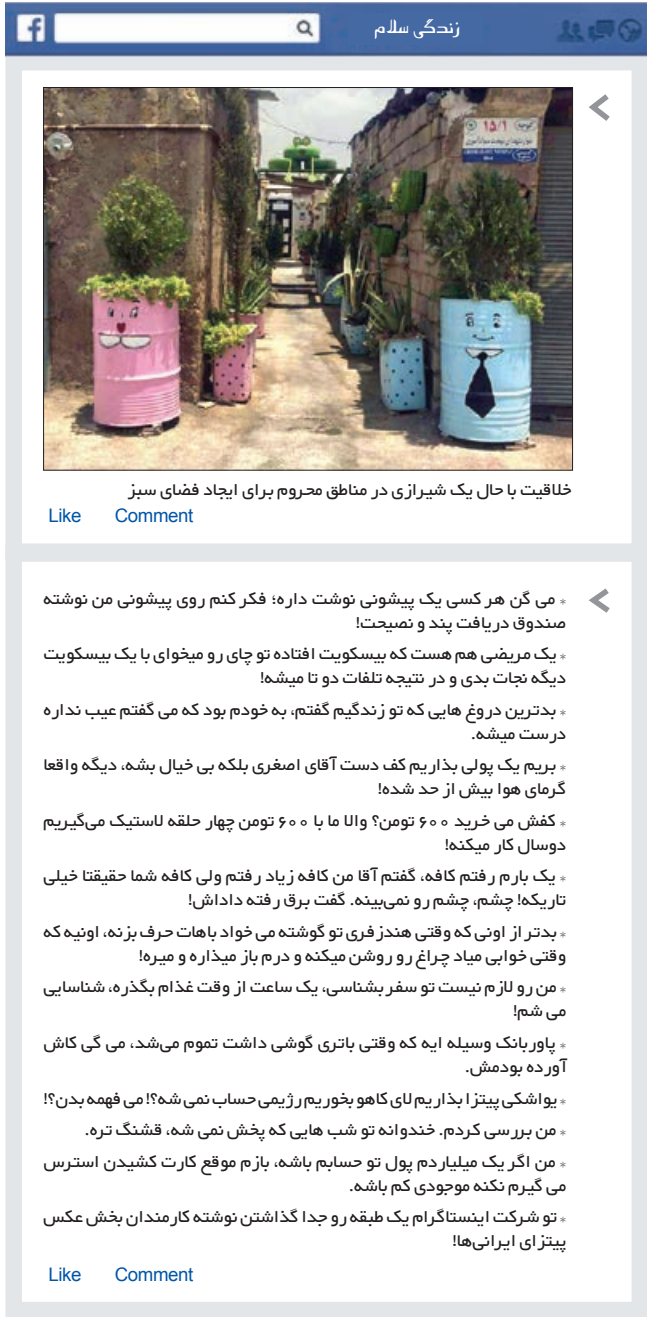 زندگی سلام
۱۵/۱
خلاقیت با حال یک شیرازی در مناطق محروم برای ایجاد فضای سبز
Like Comment
* می گن هر کسی یک پیشونی نوشت داره؛ فکر کنم روی پیشونی من نوشته
صندوق دریافت پند و نصیحت!
* یک مریضی هم هست که بیسکویت افتاده تو چای رو میخوای با یک بیسکویت
دیگه نجات بدی و در نتیجه تلفات دو تا میشه!
* بدترین دروغ هایی که تو زندگیم گفتم، به خودم بود که می گفتم عیب نداره
درست میشه.
* بریم یک پولی بذاریم کف دست آقای اصغری بلکه بی خیال بشه، دیگه واقعا
گرمای هوا بیش از حد شده!
* کفش می خرید ۶۰۰ تومن؟ والا ما با ۶۰۰ تومن چهار حلقه لاستیک می‌گیریم
دوسال کار میکنه!
* یک بارم رفتم کافه، گفتم آقا من کافه زیاد رفتم ولی کافه شما حقیقتا خیلی
تاریکه! چشم، چشم رو نمی‌بینه. گفت برق رفته داداش!
* بدتر از اونی که وقتی هندزفری تو گوشته می خواد باهات حرف بزنه، اونیه که
وقتی خوابی میاد چراغ رو روشن میکنه و درم باز میذاره و میره!
* من رو لازم نیست تو سفر بشناسی، یک ساعت از وقت غذام بگذره، شناسایی
می شم!
* پاوربانک وسیله ایه که وقتی باتری گوشی داشت تموم می‌شد، می گی کاش
آورده بودمش.
* یواشکی پیتزا بذاریم لای کاهو بخوریم رژیمی حساب نمی شه؟! می فهمه بدن؟!
* من بررسی کردم. خندوانه تو شب هایی که پخش نمی شه، قشنگ تره.
* من اگر یک میلیاردم پول تو حسابم باشه، بازم موقع کارت کشیدن استرس
می گیرم نکنه موجودی کم باشه.
* تو شرکت اینستاگرام یک طبقه رو جدا گذاشتن نوشته کارمندان بخش عکس
پیتزای ایرانی‌ها!
Like Comment